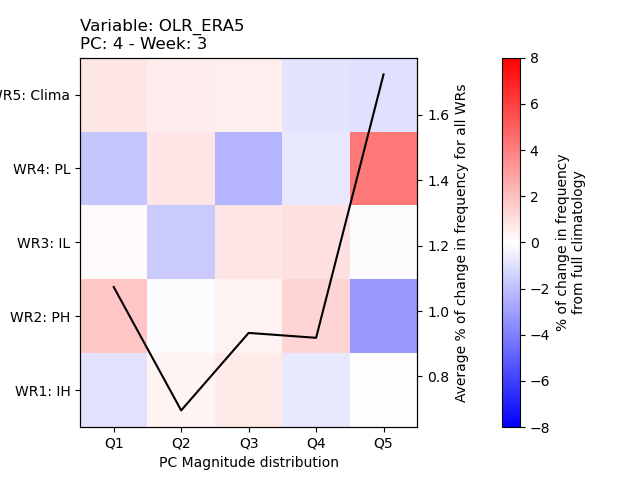 Variable: OLR_ERA5
PC: 4 - Week: 3
WR5: Clima
WR4: PL
WR3: IL
WR2: PH
WR1: IH
Q1 Q2 Q3 Q4 Q5
PC Magnitude distribution
1.6
1.4
1.2
1.0
0.8
Average % of change in frequency for all WRs
8
6
4
2
0
−2
−4
−6
−8
% of change in frequency
from full climatology